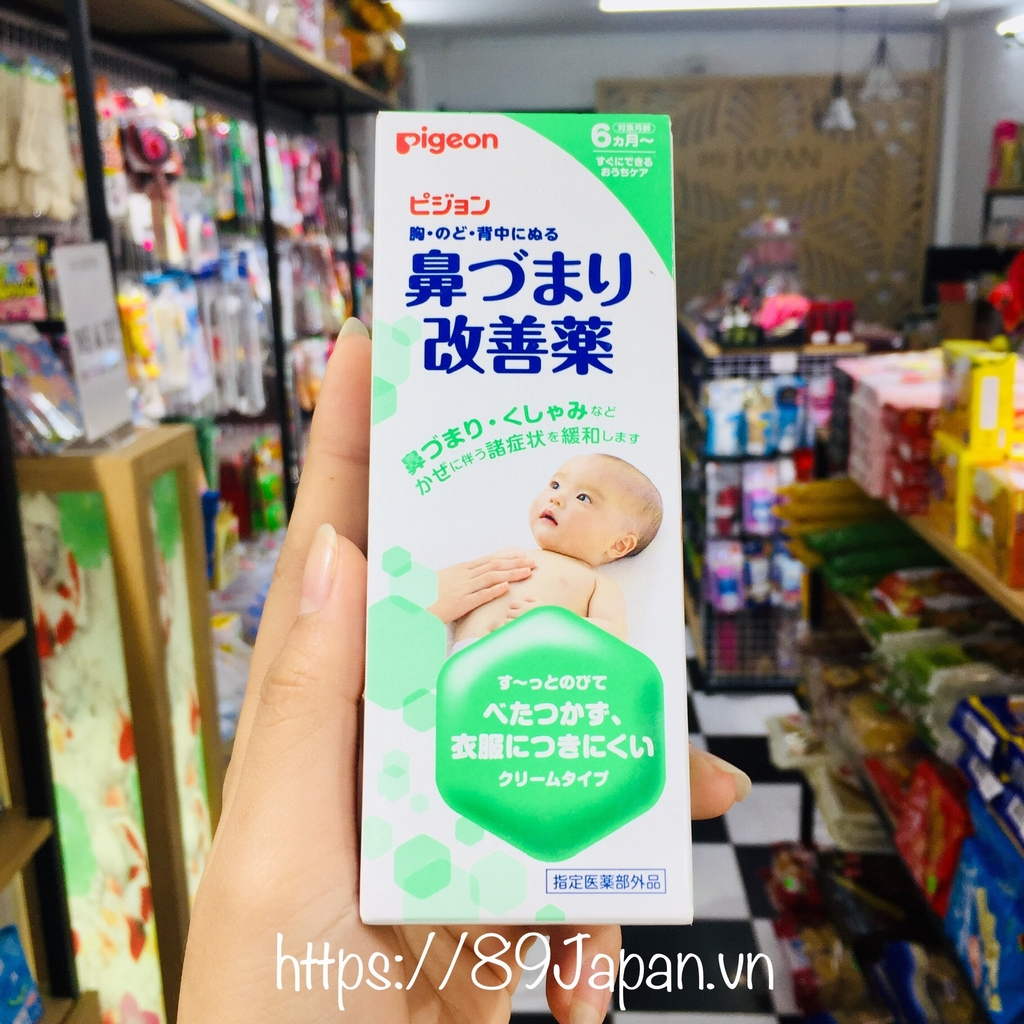 pigeon
対象月齢
6ヵ月〜
すぐにできる
おうちケア
ピジョン
胸・のど・背中にぬる
鼻づまり
改善薬
鼻づまり・くしゃみなど
かぜに伴う諸症状を緩和します
す〜っとのびて
べたつかず、
衣服につきにくい
クリームタイプ
指定医薬部外品
JAPAN
https://89Japan.vn